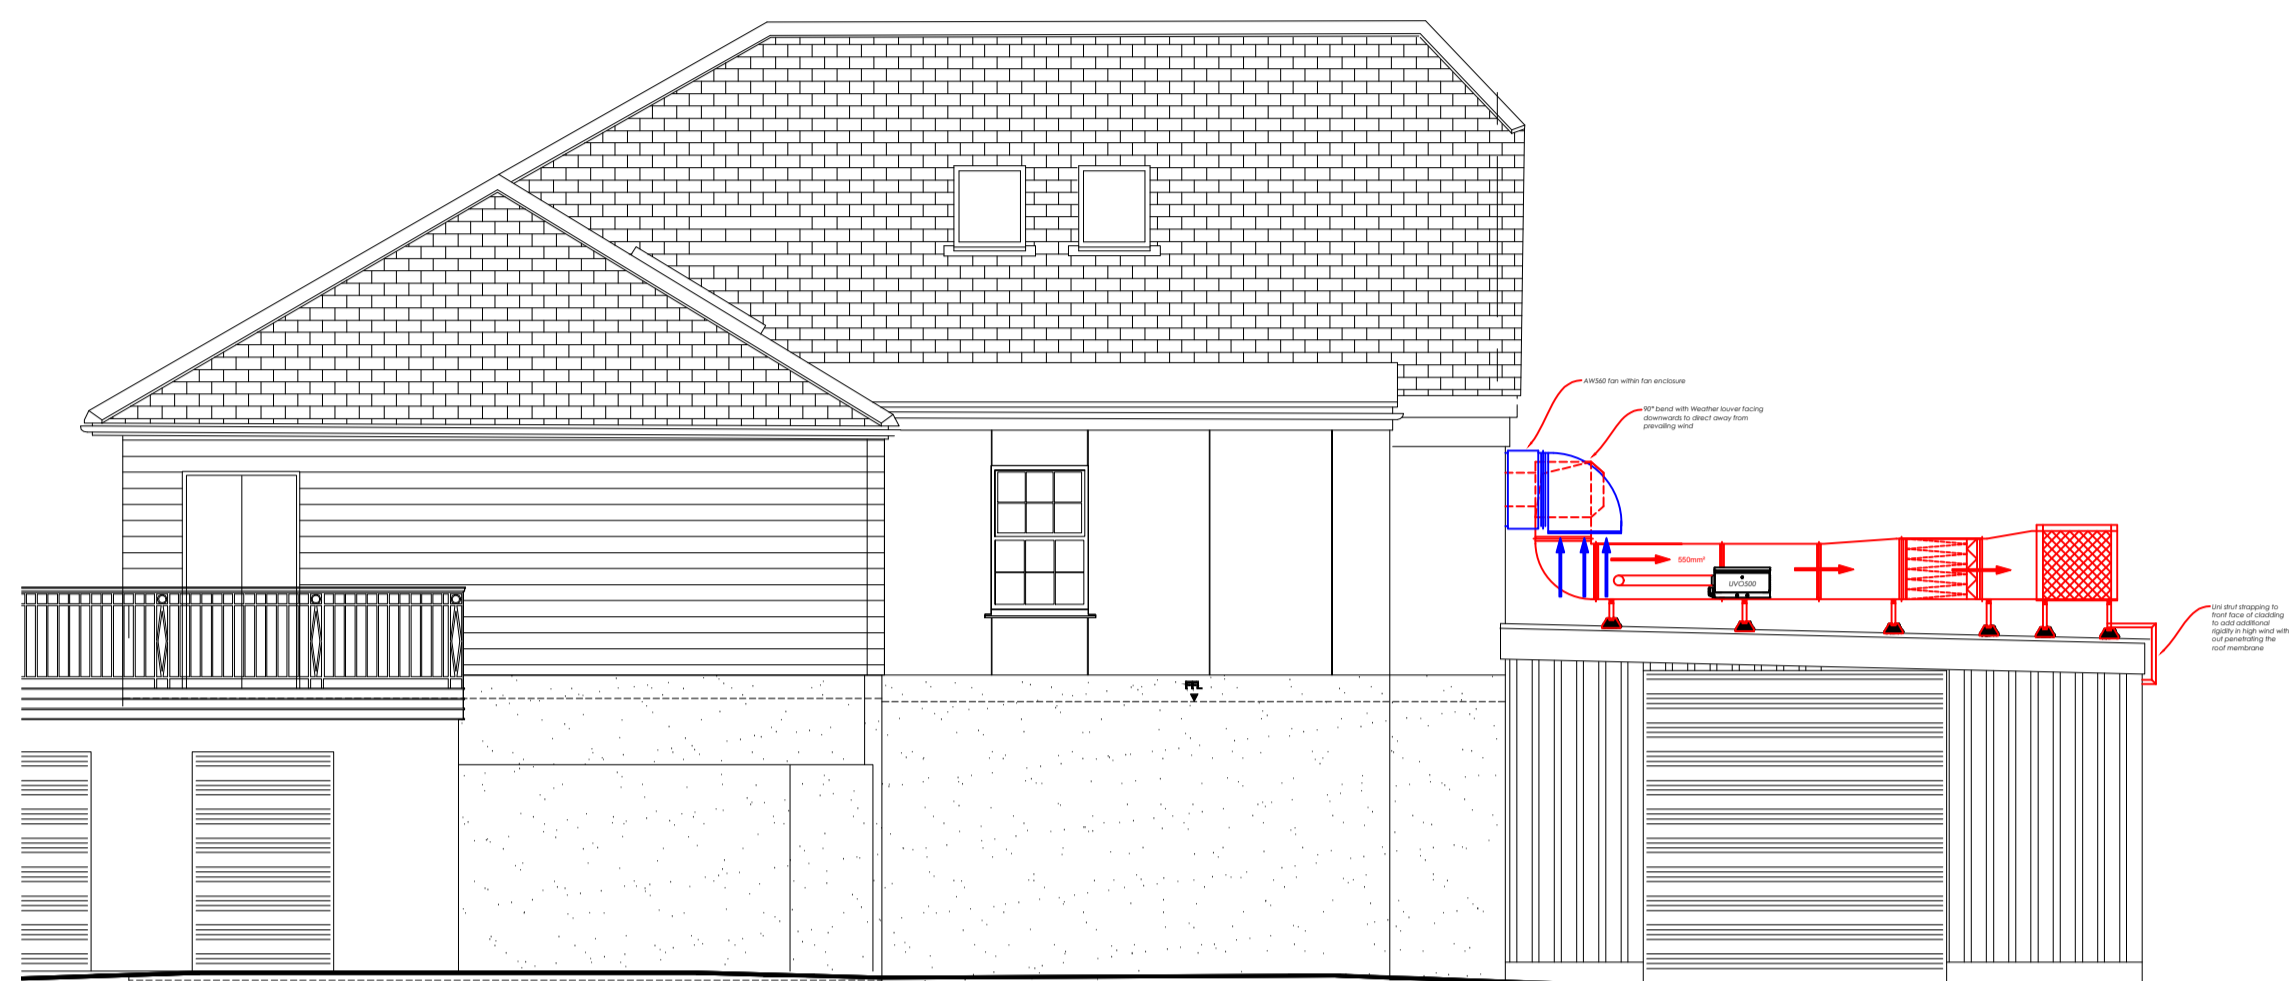 AW560 fan within fan enclosure
90° bend with Weather louver facing
downwards to direct away from
prevailing wind
550mm²
UVO500
Uni strut strapping to
front face of cladding
to add additional
rigidity in high wind with
out penetrating the
roof membrane
FFL